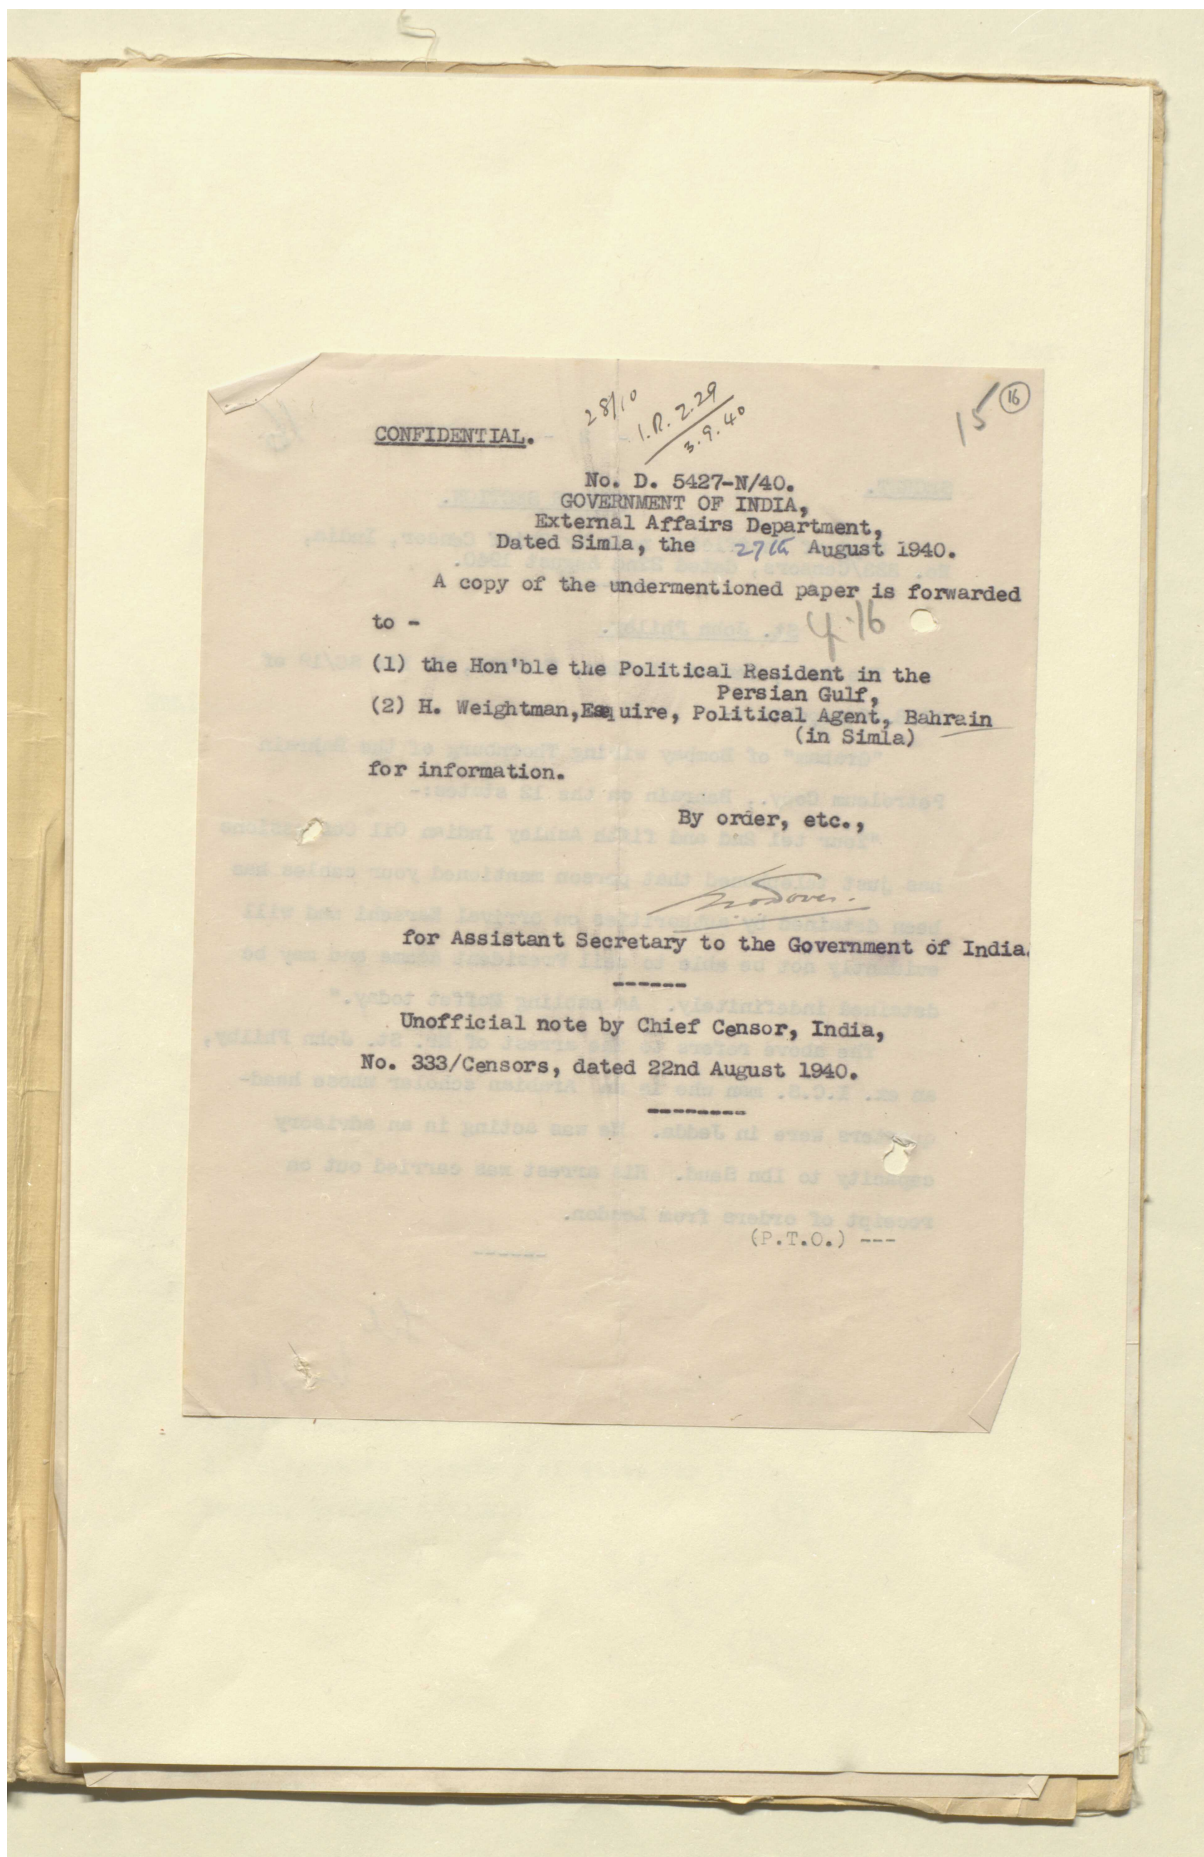 28/10
I.R. 2.29
3.9.40
15
16
CONFIDENTIAL.
No. D. 5427-N/40.
GOVERNMENT OF INDIA,
External Affairs Department,
Dated Simla, the 27th August 1940.
A copy of the undermentioned paper is forwarded
to -
4.16
(1) the Hon'ble the Political Resident in the
Persian Gulf,
(2) H. Weightman, Esquire, Political Agent, Bahrain
(in Simla)
for information.
By order, etc.,
for Assistant Secretary to the Government of India.
------
Unofficial note by Chief Censor, India,
No. 333/Censors, dated 22nd August 1940.
--------
(P.T.O.) ---